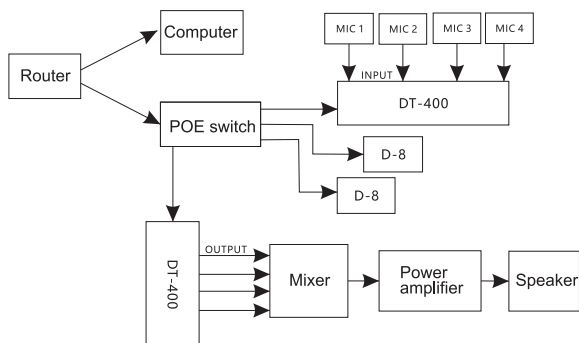 Computer
MIC 1
MIC 2
MIC 3
MIC 4
Router
INPUT
DT-400
POE switch
D-8
D-8
DT-400
OUTPUT
Mixer
Power
amplifier
Speaker